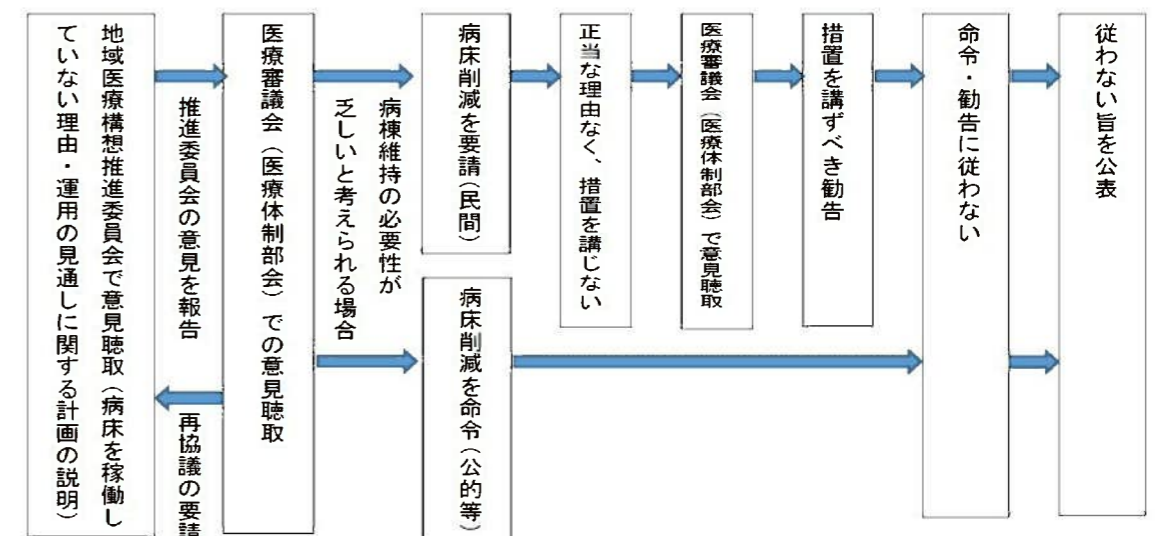 地域医療構想推進委員会で意見聴取（病床を稼働し
ていない理由・運用の見通しに関する計画の説明）
推進委員会の意見を報告
再協議の要請
医療審議会（医療体制部会）での意見聴取
病棟維持の必要性が
乏しいと考えられる場合
病床削減を要請（民間）
病床削減を命令（公的等）
正当な理由なく、措置を講じない
医療審議会（医療体制部会）で意見聴取
措置を講ずべき勧告
命令・勧告に従わない
従わない旨を公表